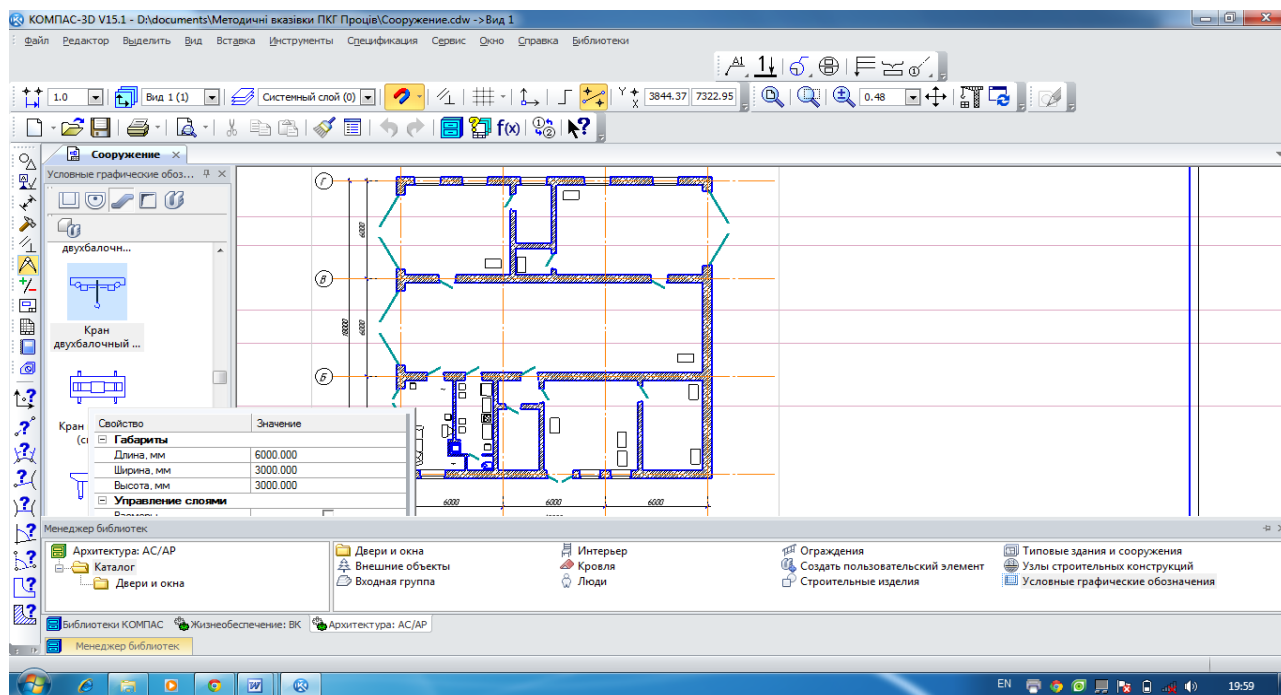 КОМПАС-3D V15.1 - D:\documents\Методичні вказівки ПКГ Проців\Сооружение.cdw ->Вид 1
Файл Редактор Выделить Вид Вставка Инструменты Спецификация Сервис Окно Справка Библиотеки
1.0 Вид 1 (1) Системный слой (0) Y X 3844.37 7322.95 0.48
f(x)
Сооружение
Условные графические обоз...
двухбалочн...
Кран
двухбалочный ...
Кран
Г
6000
В
18000
6000
Б
6000
6000
6000
Свойство Значение
Габариты
Длина, мм 6000.000
Ширина, мм 3000.000
Высота, мм 3000.000
Управление слоями
Менеджер библиотек
Архитектура: АС/АР
Каталог
Двери и окна
Двери и окна
Внешние объекты
Входная группа
Интерьер
Кровля
Люди
Ограждения
Создать пользовательский элемент
Строительные изделия
Типовые здания и сооружения
Узлы строительных конструкций
Условные графические обозначения
Библиотеки КОМПАС Жизнеобеспечение: ВК Архитектура: АС/АР
Менеджер библиотек
EN 19:59